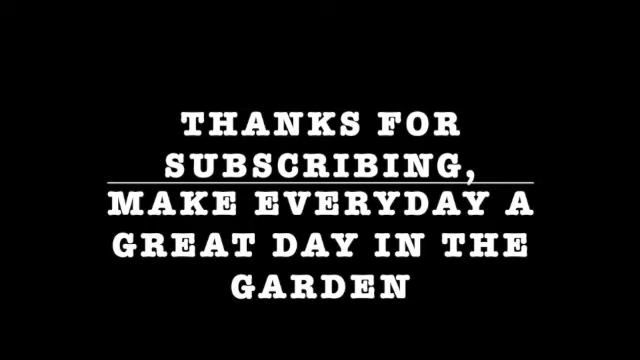 THANKS FOR
SUBSCRIBING,
MAKE EVERYDAY A
GREAT DAY IN THE
GARDEN